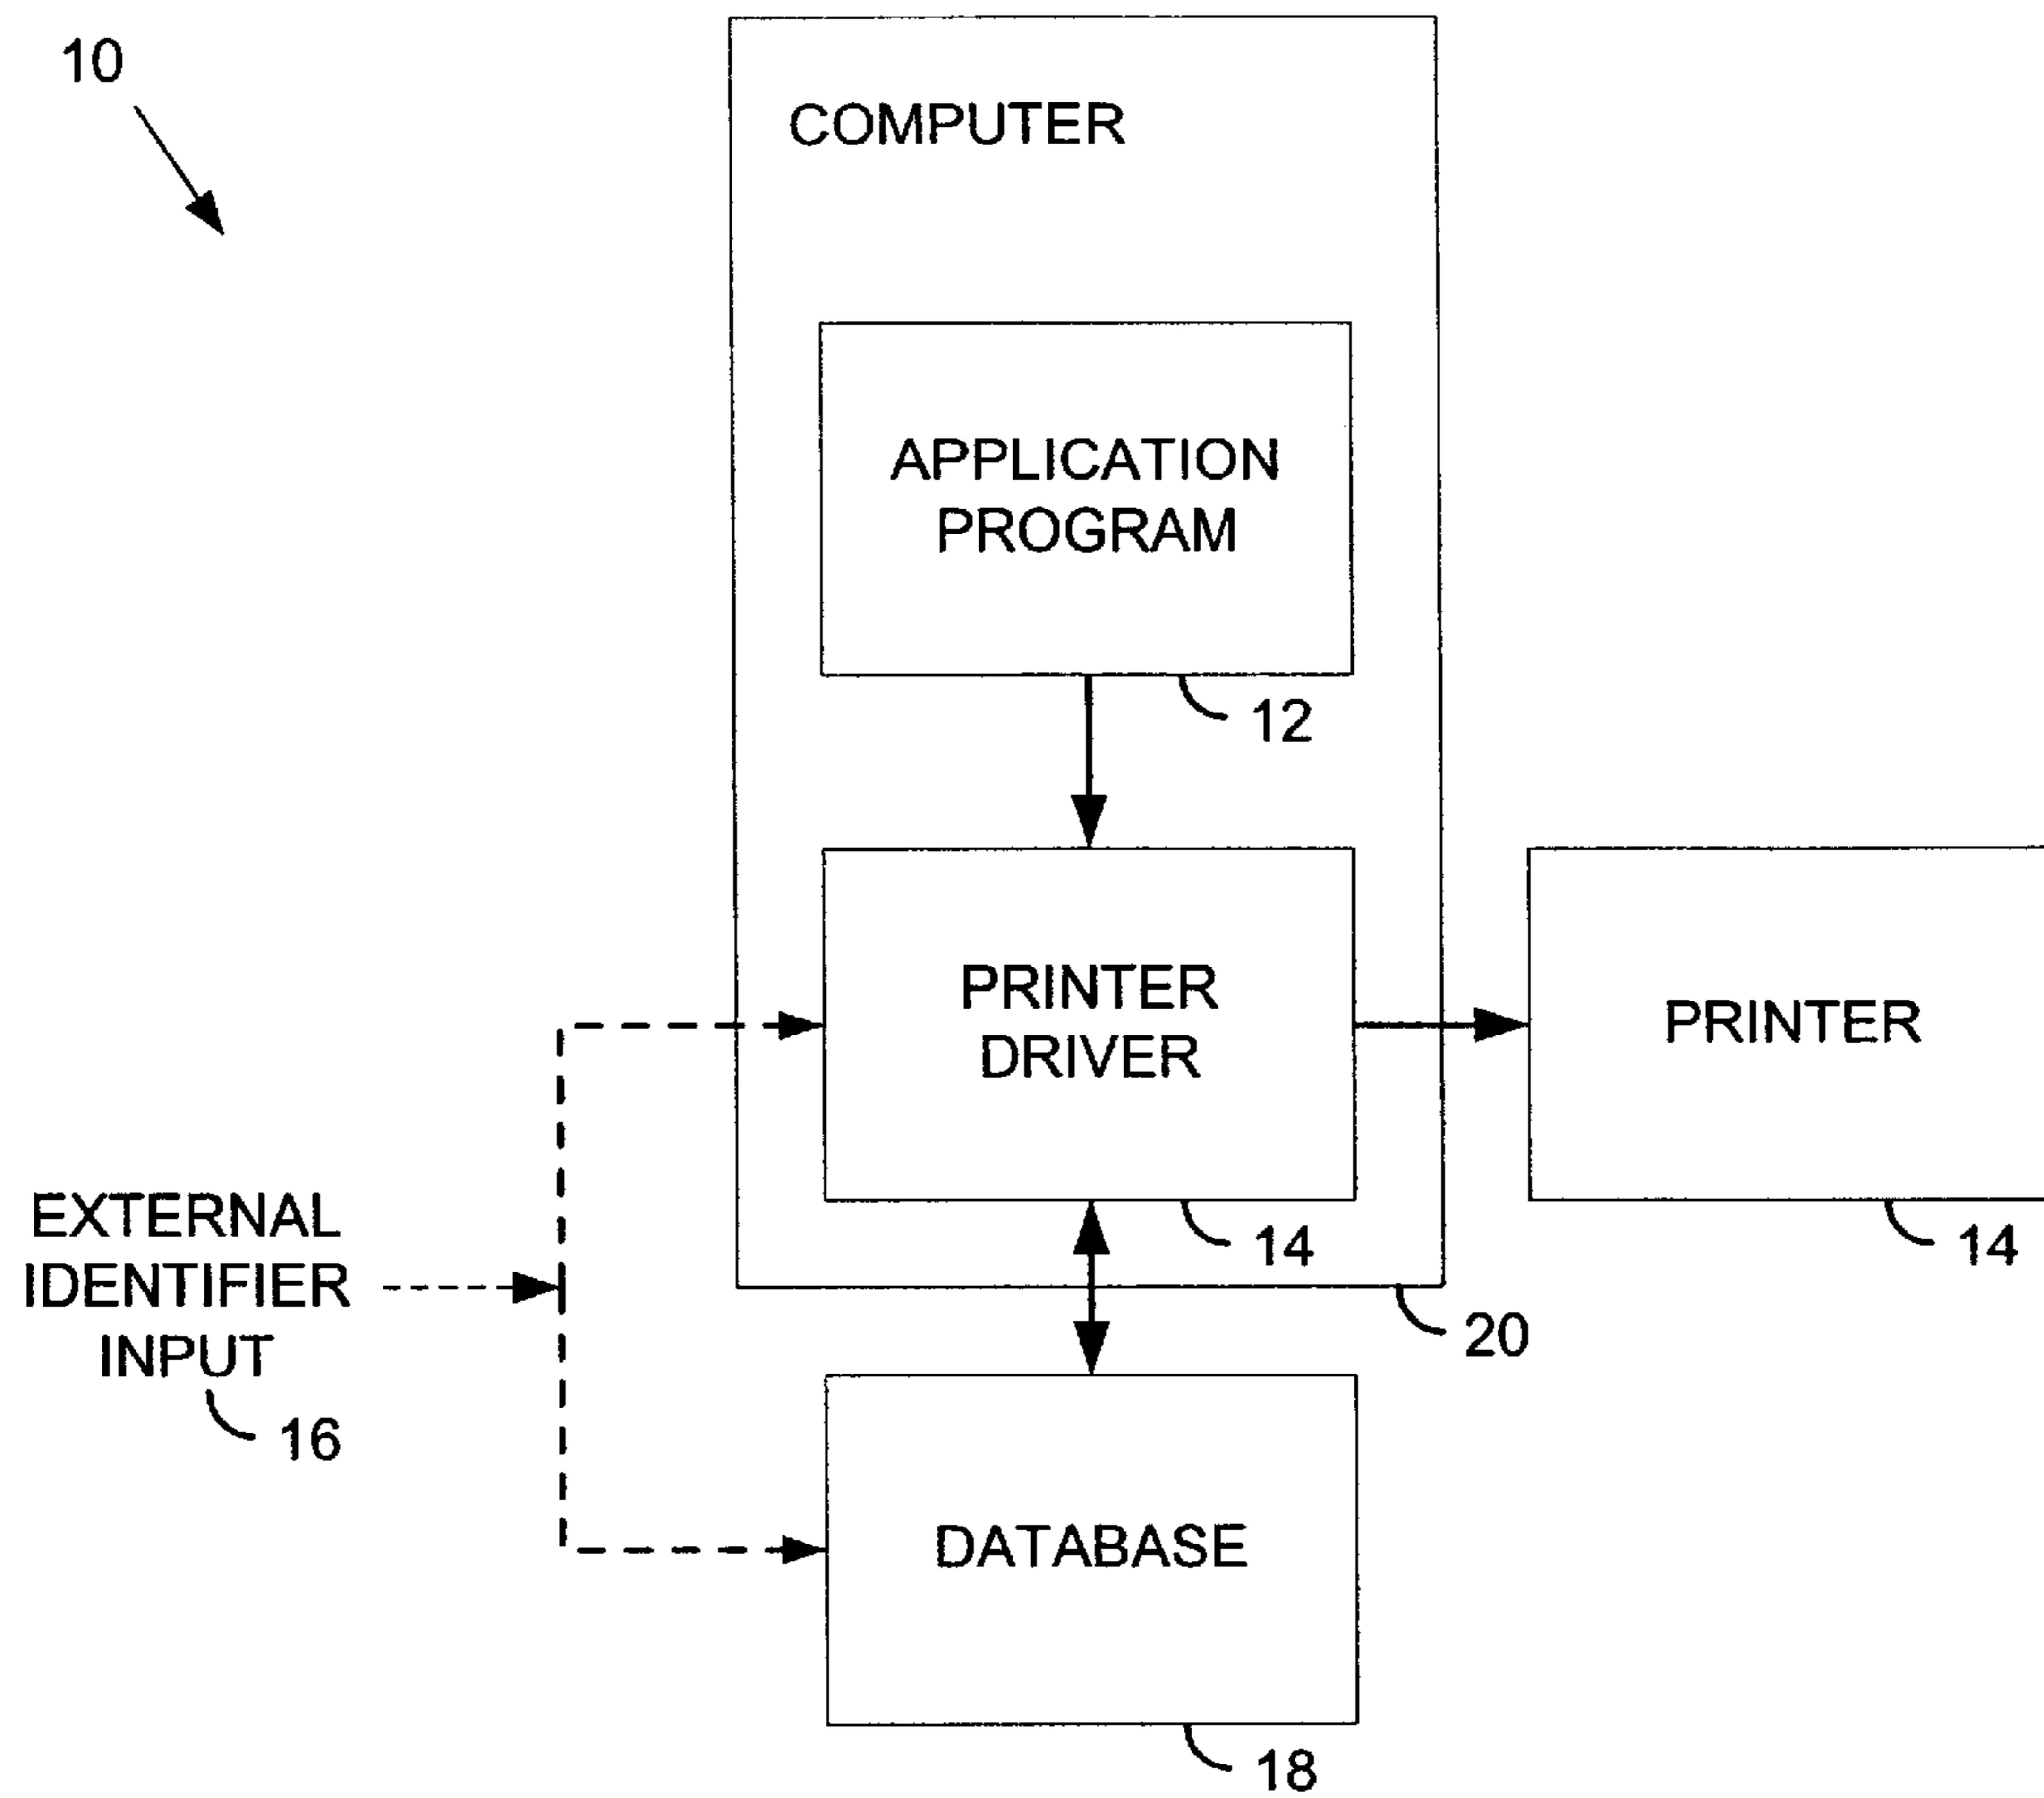 10
COMPUTER
APPLICATION
PROGRAM
12
PRINTER
DRIVER
14
PRINTER
14
EXTERNAL
IDENTIFIER
INPUT
16
20
DATABASE
18